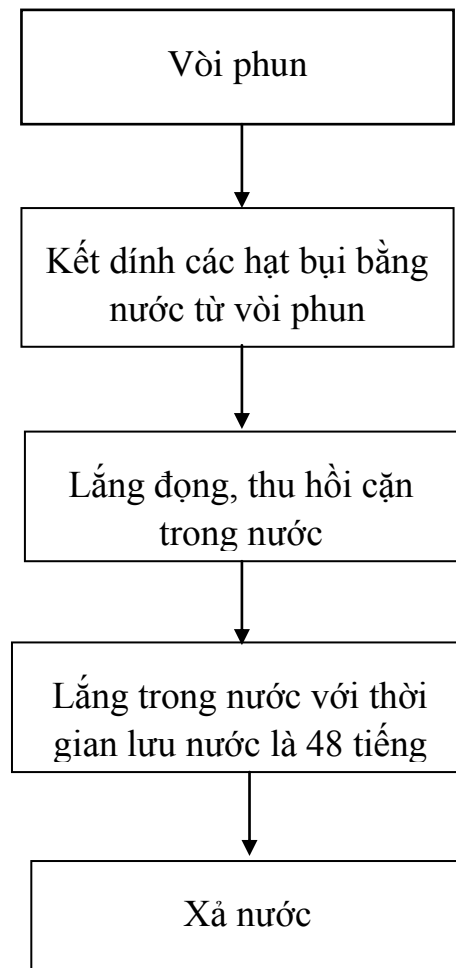 Vòi phun
Kết dính các hạt bụi bằng
nước từ vòi phun
Lắng đọng, thu hồi cặn
trong nước
Lắng trong nước với thời
gian lưu nước là 48 tiếng
Xả nước